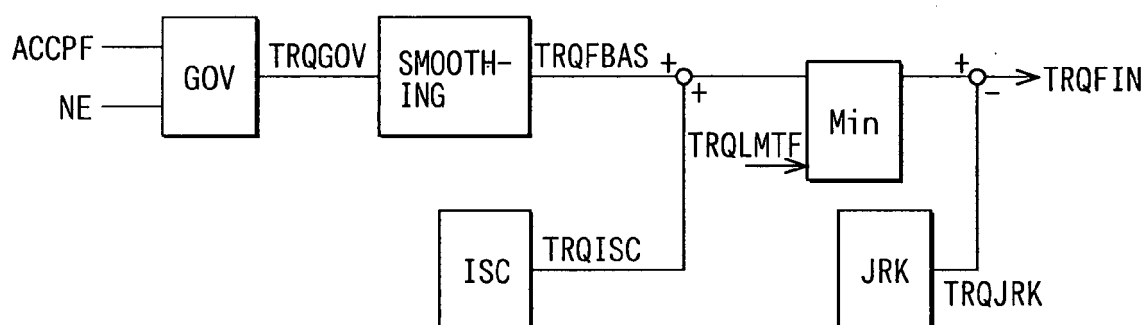 ACCPF
NE
GOV
TRQGOV
SMOOTH-
ING
TRQFBAS
+
+
TRQLMTF
Min
+
−
TRQFIN
ISC
TRQISC
JRK
TRQJRK